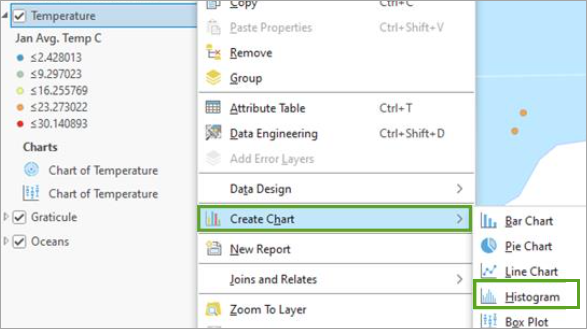 Temperature
Jan Avg. Temp C
≤2.428013
≤9.297023
≤16.255769
≤23.273022
≤30.140893
Charts
Chart of Temperature
Chart of Temperature
Graticule
Oceans
Copy
Paste Properties Ctrl+Shift+V
Remove
Group
Attribute Table Ctrl+T
Data Engineering Ctrl+Shift+D
Add Error Layers
Data Design
Create Chart
New Report
Joins and Relates
Zoom To Layer
Bar Chart
Pie Chart
Line Chart
Histogram
Box Plot